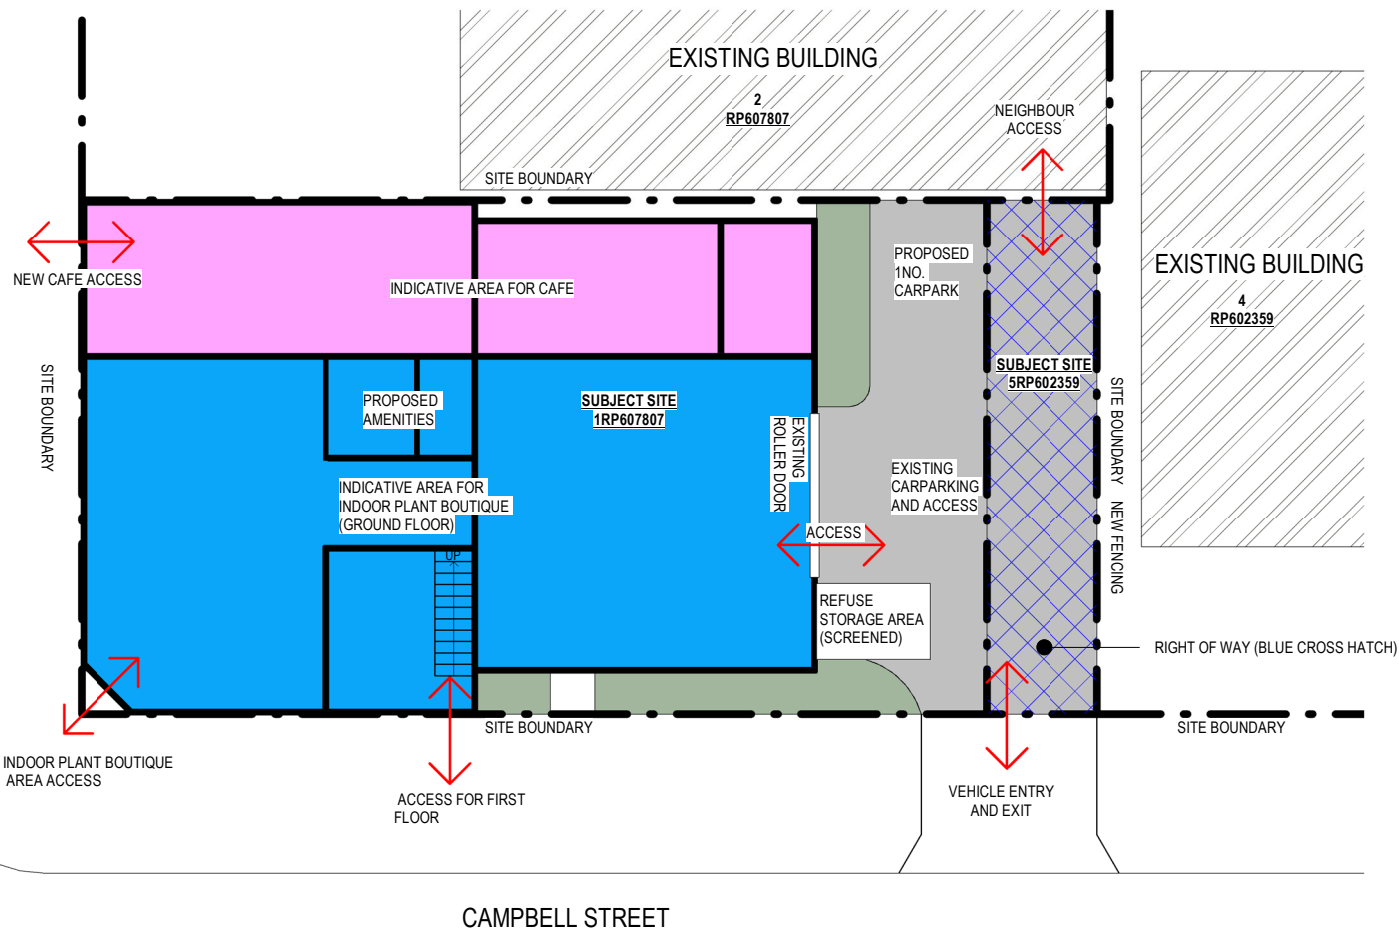 EXISTING BUILDING
2
RP607807
NEIGHBOUR
ACCESS
SITE BOUNDARY
NEW CAFE ACCESS
INDICATIVE AREA FOR CAFE
PROPOSED
1NO.
CARPARK
EXISTING BUILDING
4
RP602359
SITE BOUNDARY
PROPOSED
AMENITIES
SUBJECT SITE
1RP607807
SUBJECT SITE
5RP602359
EXISTING
ROLLER DOOR
SITE BOUNDARY
NEW FENCING
INDICATIVE AREA FOR
INDOOR PLANT BOUTIQUE
(GROUND FLOOR)
EXISTING
CARPARKING
AND ACCESS
ACCESS
UP
REFUSE
STORAGE AREA
(SCREENED)
RIGHT OF WAY (BLUE CROSS HATCH)
SITE BOUNDARY
SITE BOUNDARY
INDOOR PLANT BOUTIQUE
AREA ACCESS
ACCESS FOR FIRST
FLOOR
VEHICLE ENTRY
AND EXIT
CAMPBELL STREET